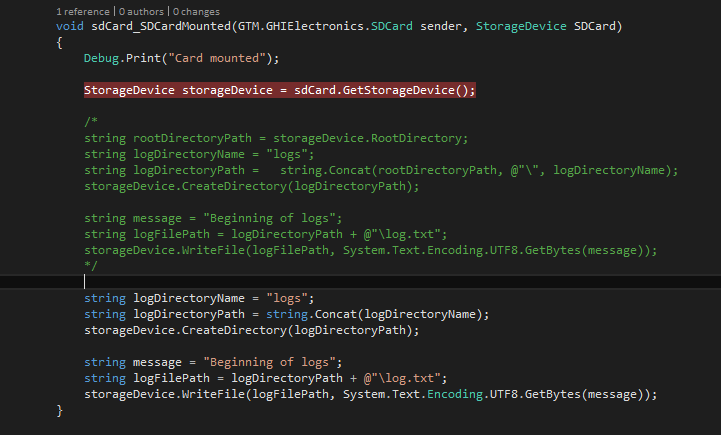 1 reference | 0 authors | 0 changes
void sdCard_SDCardMounted(GTM.GHIElectronics.SDCard sender, StorageDevice SDCard)
{
    Debug.Print("Card mounted");

    StorageDevice storageDevice = sdCard.GetStorageDevice();

    /*
    string rootDirectoryPath = storageDevice.RootDirectory;
    string logDirectoryName = "logs";
    string logDirectoryPath =   string.Concat(rootDirectoryPath, @"\", logDirectoryName);
    storageDevice.CreateDirectory(logDirectoryPath);

    string message = "Beginning of logs";
    string logFilePath = logDirectoryPath + @"\log.txt";
    storageDevice.WriteFile(logFilePath, System.Text.Encoding.UTF8.GetBytes(message));
    */

    string logDirectoryName = "logs";
    string logDirectoryPath = string.Concat(logDirectoryName);
    storageDevice.CreateDirectory(logDirectoryPath);

    string message = "Beginning of logs";
    string logFilePath = logDirectoryPath + @"\log.txt";
    storageDevice.WriteFile(logFilePath, System.Text.Encoding.UTF8.GetBytes(message));
}